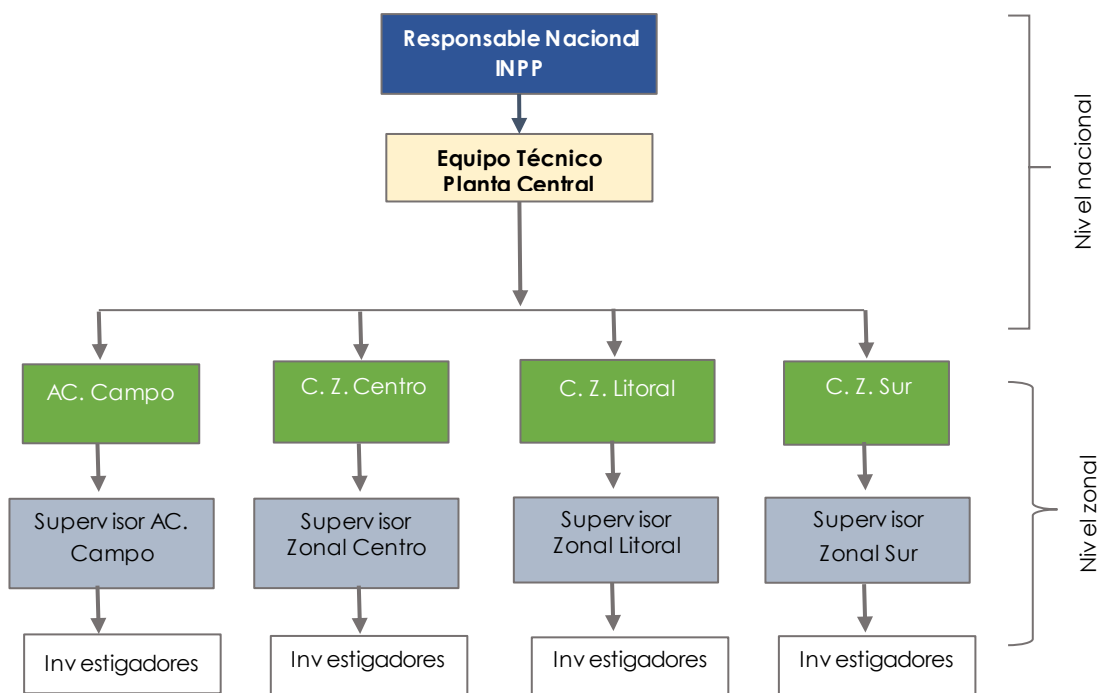 Responsable Nacional
INPP
Equipo Técnico
Planta Central
Nivel nacional
AC. Campo
C. Z. Centro
C. Z. Litoral
C. Z. Sur
Supervisor AC.
Campo
Supervisor
Zonal Centro
Supervisor
Zonal Litoral
Supervisor
Zonal Sur
Nivel zonal
Investigadores
Investigadores
Investigadores
Investigadores